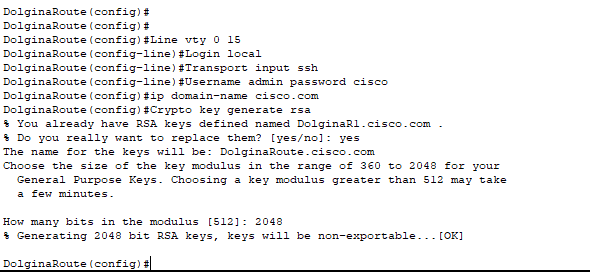 DolginaRoute(config)#
DolginaRoute(config)#
DolginaRoute(config)#Line vty 0 15
DolginaRoute(config-line)#Login local
DolginaRoute(config-line)#Transport input ssh
DolginaRoute(config-line)#Username admin password cisco
DolginaRoute(config)#ip domain-name cisco.com
DolginaRoute(config)#Crypto key generate rsa
% You already have RSA keys defined named DolginaR1.cisco.com .
% Do you really want to replace them? [yes/no]: yes
The name for the keys will be: DolginaRoute.cisco.com
Choose the size of the key modulus in the range of 360 to 2048 for your
General Purpose Keys. Choosing a key modulus greater than 512 may take
a few minutes.
How many bits in the modulus [512]: 2048
% Generating 2048 bit RSA keys, keys will be non-exportable...[OK]
DolginaRoute(config)#